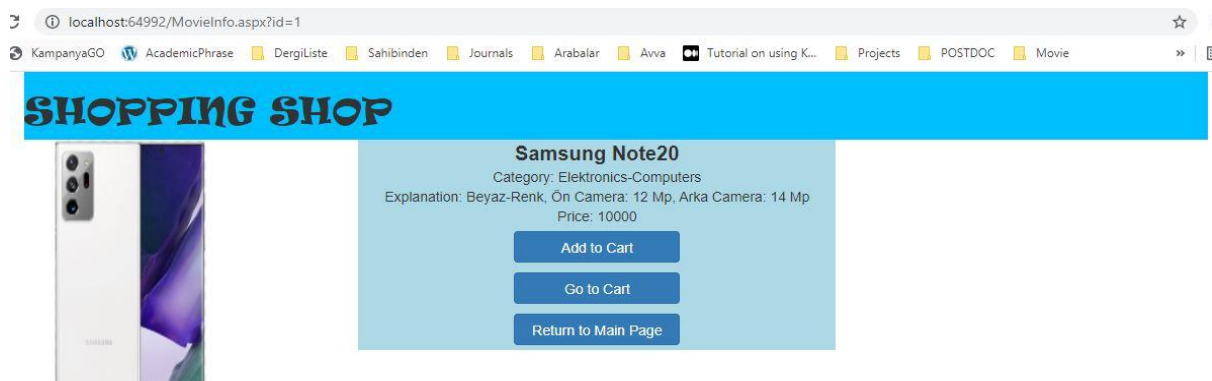 localhost:64992/MovieInfo.aspx?id=1
KampanyaGO AcademicPhrase DergiListe Sahibinden Journals Arabalar Avva Tutorial on using K... Projects POSTDOC Movie »
SHOPPING SHOP
Samsung Note20
Category: Elektronics-Computers
Explanation: Beyaz-Renk, Ön Camera: 12 Mp, Arka Camera: 14 Mp
Price: 10000
Add to Cart
Go to Cart
Return to Main Page
SAMSUNG